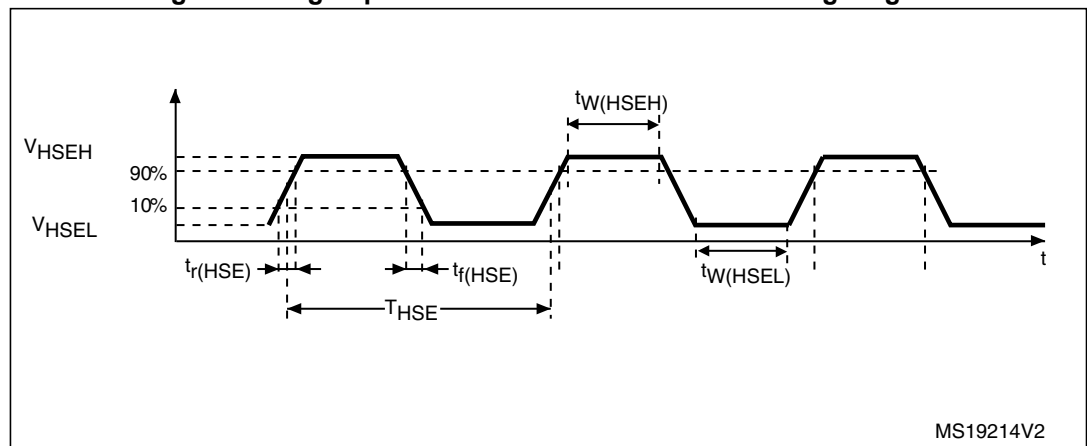 tW(HSEH)
VHSEH
90%
10%
VHSEL
tr(HSE)
tf(HSE)
tW(HSEL)
t
THSE
MS19214V2